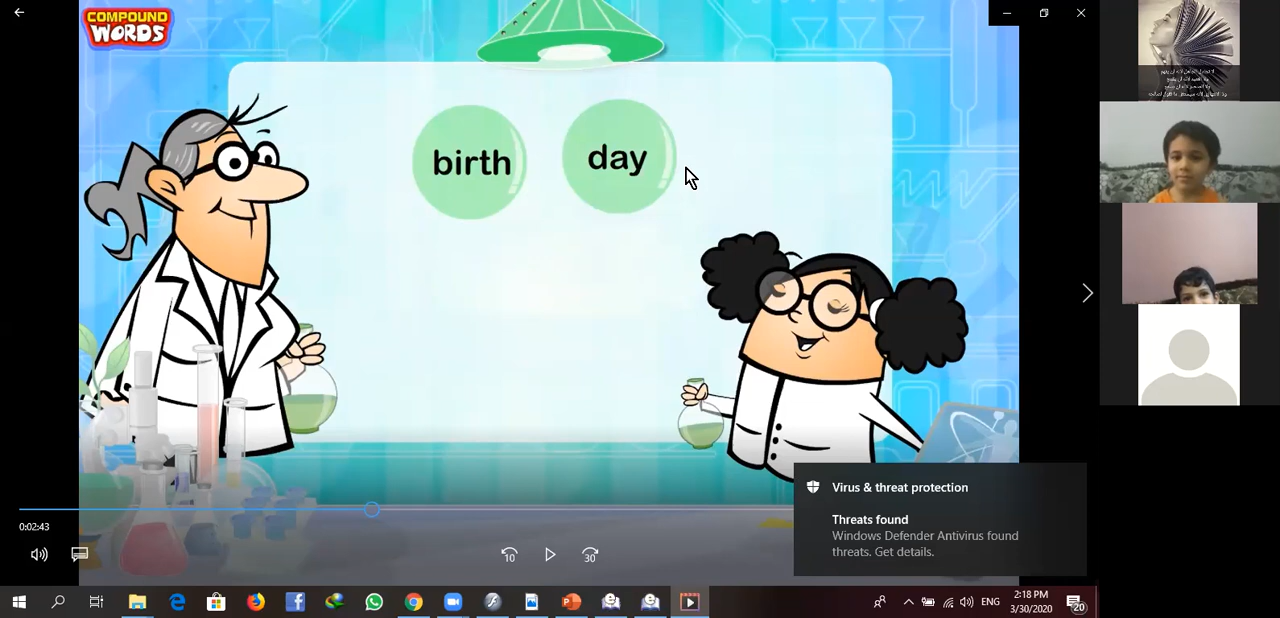 COMPOUND
WORDS
birth
day
Virus & threat protection
Threats found
Windows Defender Antivirus found
threats. Get details.
0:02:43
10
30
ENG
2:18 PM
3/30/2020
20